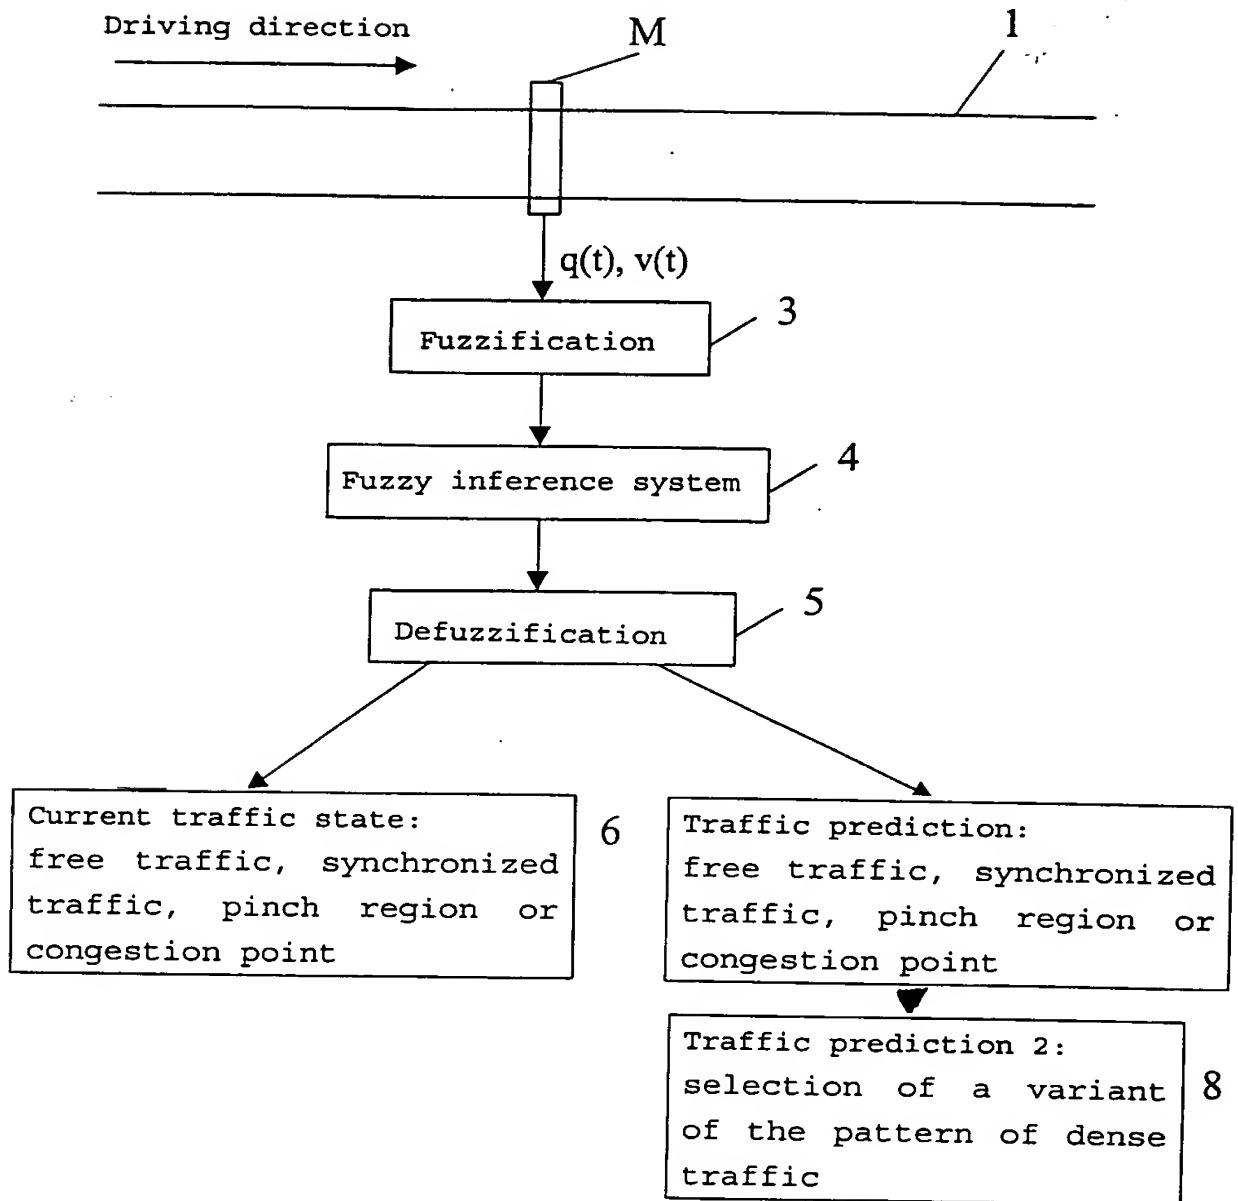 Driving direction
M
1
q(t), v(t)
Fuzzification
3
Fuzzy inference system
4
Defuzzification
5
Current traffic state:
free traffic, synchronized
traffic, pinch region or
congestion point
6
Traffic prediction:
free traffic, synchronized
traffic, pinch region or
congestion point
Traffic prediction 2:
selection of a variant
of the pattern of dense
traffic
8